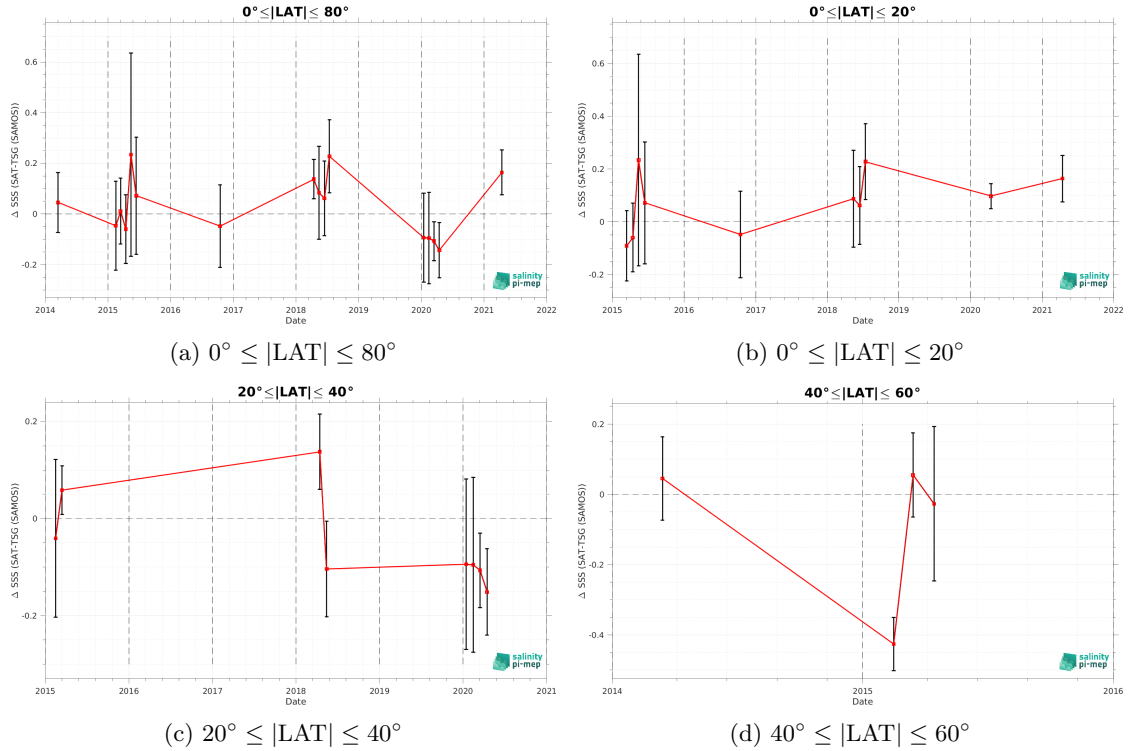 0°≤|LAT|≤ 80°
Δ SSS (SAT-TSG (SAMOS))
0.6
0.4
0.2
0
-0.2
2014 2015 2016 2017 2018 2019 2020 2021 2022
Date
salinity
pi-mep
(a) 0° ≤ |LAT| ≤ 80°
0°≤|LAT|≤ 20°
Δ SSS (SAT-TSG (SAMOS))
0.6
0.4
0.2
0
-0.2
2015 2016 2017 2018 2019 2020 2021 2022
Date
salinity
pi-mep
(b) 0° ≤ |LAT| ≤ 20°
20°≤|LAT|≤ 40°
Δ SSS (SAT-TSG (SAMOS))
0.2
0
-0.2
2015 2016 2017 2018 2019 2020 2021
Date
salinity
pi-mep
(c) 20° ≤ |LAT| ≤ 40°
40°≤|LAT|≤ 60°
Δ SSS (SAT-TSG (SAMOS))
0.2
0
-0.2
-0.4
2014 2015 2016
Date
salinity
pi-mep
(d) 40° ≤ |LAT| ≤ 60°